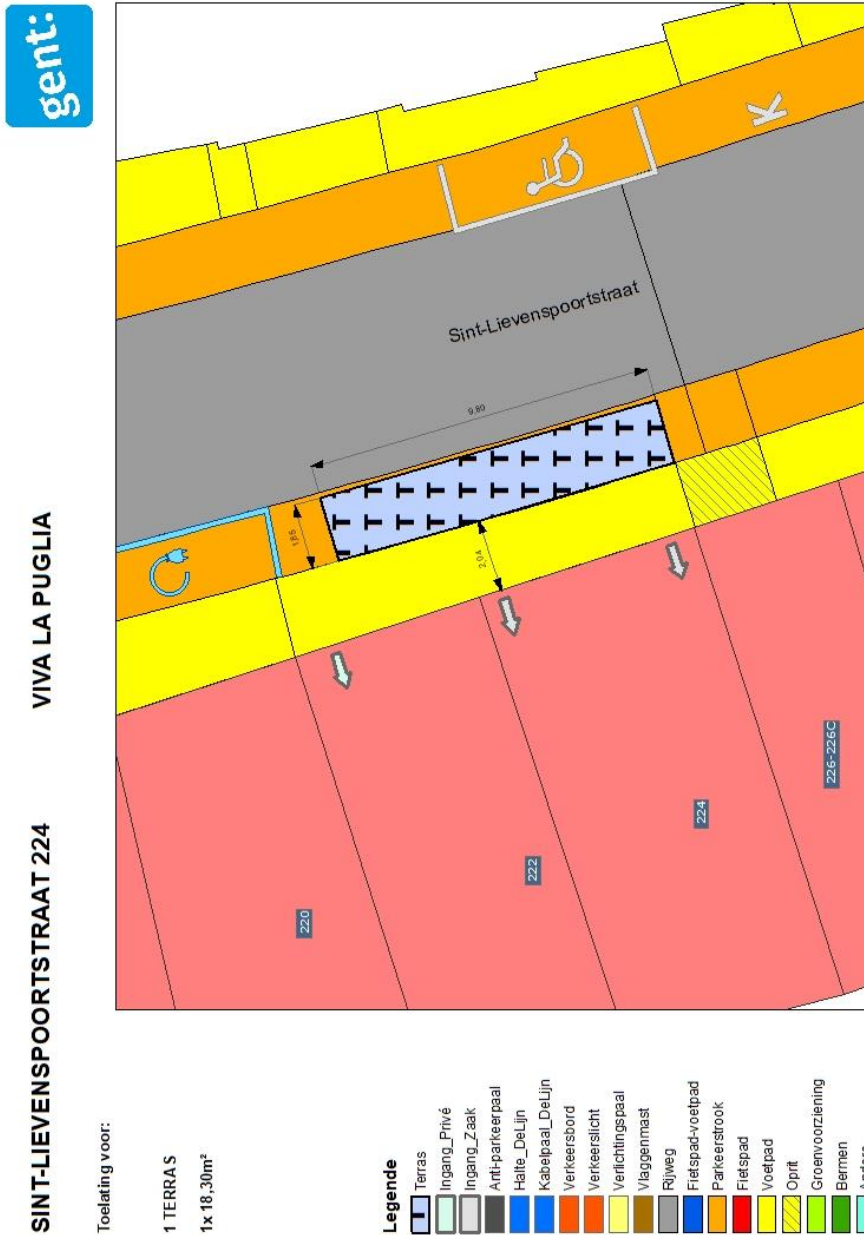 gent:
SINT-LIEVENSPOORTSTRAAT 224 VIVA LA PUGLIA
Toelating voor:
1 TERRAS
1x 18,30m²
Legende
Terras
Ingang_Privé
Ingang_Zaak
Anti-parkeerpaal
Halte_DeLijn
Kabelpaal_DeLijn
Verkeersbord
Verkeerslicht
Verlichtingspaal
Vlaggenmast
Rijweg
Fietspad-voetpad
Parkeerstrook
Fietspad
Voetpad
Oprit
Groenvoorziening
Bermen
Sint-Lievenspoortstraat
K
9,80
1,85
2,04
220
222
224
226-226C